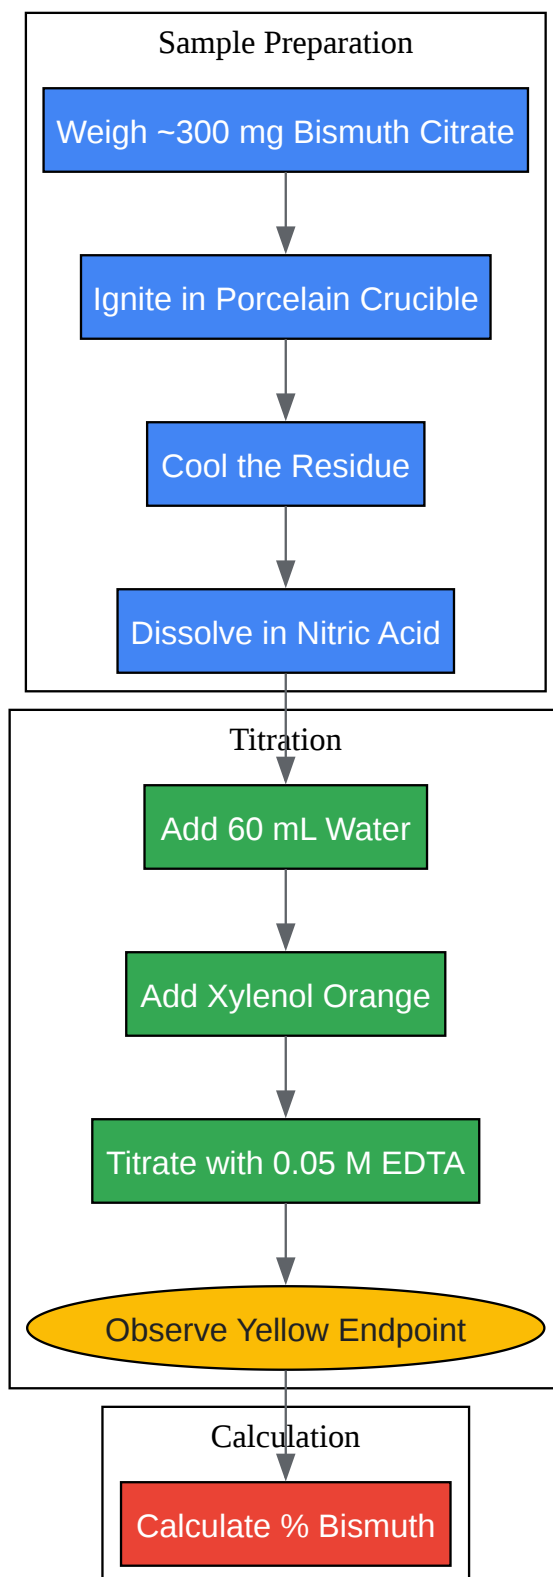 Sample Preparation
Weigh ~300 mg Bismuth Citrate
Ignite in Porcelain Crucible
Cool the Residue
Dissolve in Nitric Acid
Titration
Add 60 mL Water
Add Xylenol Orange
Titrate with 0.05 M EDTA
Observe Yellow Endpoint
Calculation
Calculate % Bismuth